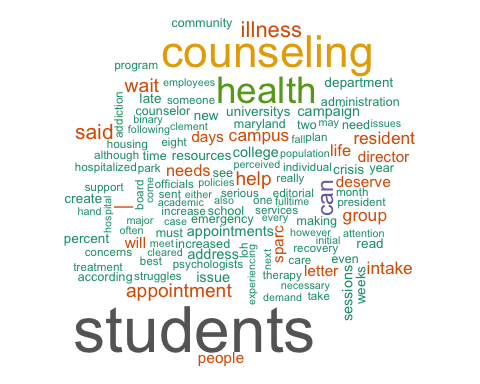 community
illness
counseling
program
wait employees health department
late someone administration
addiction counselor new universitys campaign
binary maryland two may need issues
said following clement days campus fall plan resident
housing eight
although time resources college perceived population life director
hospitalized park needs see individual crisis year
support officials policies help really can deserve
create hospital board come sent either serious editorial month
academic also one fulltime president
hand I increase school services group
major case emergency every making
percent often must appointments sparc however attention
will meet increased initial read
concerns cleared address loh recovery
best psychologists experiencing next care even intake
treatment therapy letter sessions weeks
according struggles issue necessary
appointment demand take
students
people